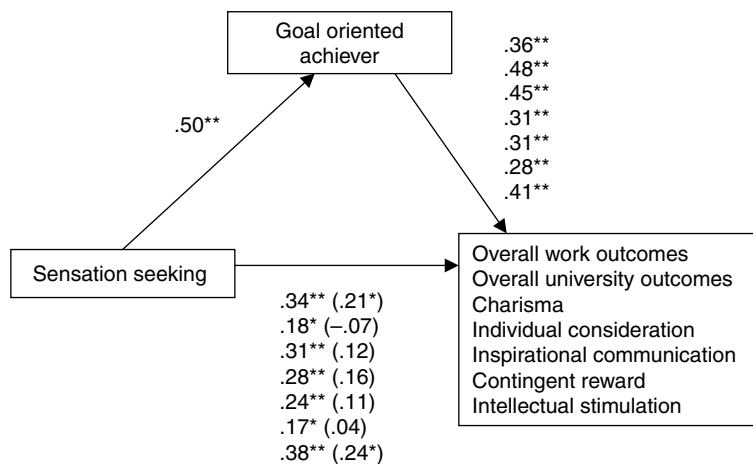 Goal oriented
achiever
.36**
.48**
.45**
.31**
.31**
.28**
.41**
.50**
Sensation seeking
Overall work outcomes
Overall university outcomes
Charisma
Individual consideration
Inspirational communication
Contingent reward
Intellectual stimulation
.34** (.21*)
.18* (–.07)
.31** (.12)
.28** (.16)
.24** (.11)
.17* (.04)
.38** (.24*)